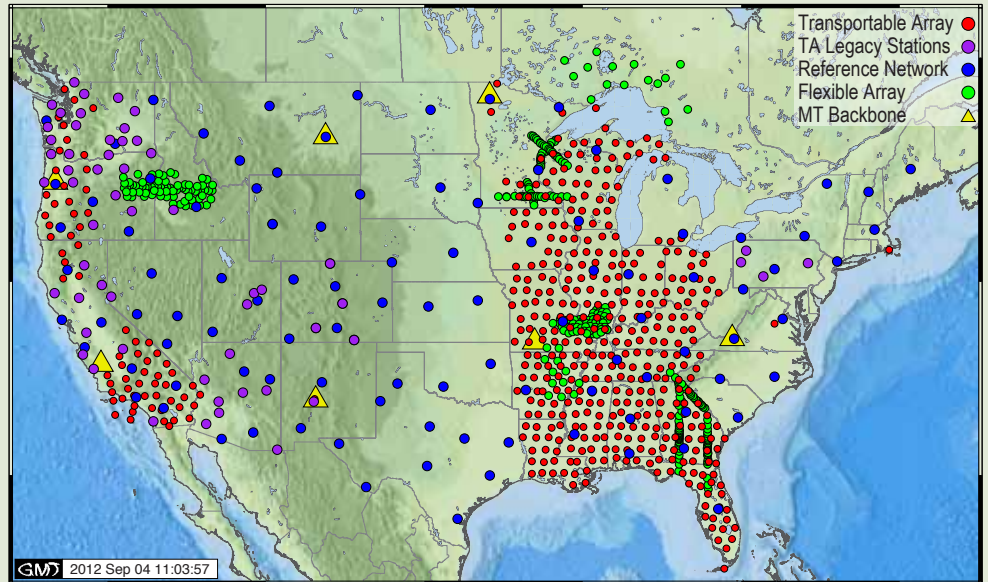 Transportable Array
TA Legacy Stations
Reference Network
Flexible Array
MT Backbone
GMT 2012 Sep 04 11:03:57